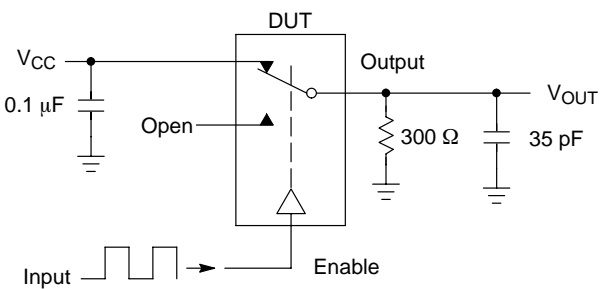 DUT
V_CC
Output
V_OUT
0.1 μF
Open
300 Ω
35 pF
Input
Enable